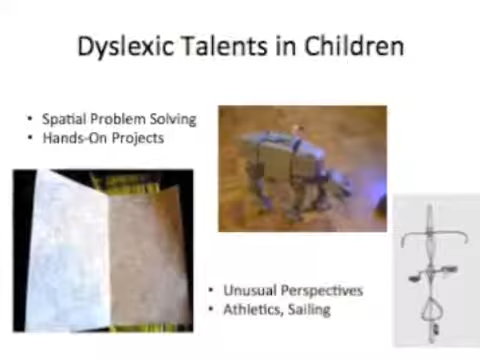 Dyslexic Talents in Children
• Spatial Problem Solving
• Hands-On Projects
• Unusual Perspectives
• Athletics, Sailing